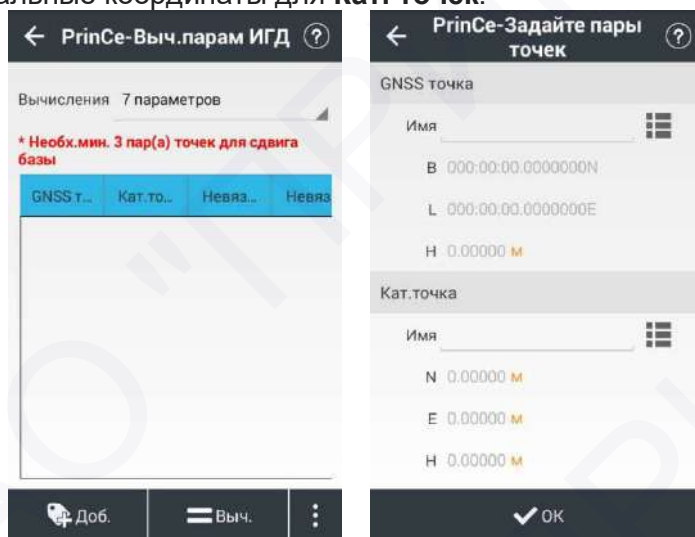 альные координаты для Кат. точек.
PrinCe-Выч.парам ИГД
Вычисления 7 параметров
* Необх.мин. 3 пар(а) точек для сдвига
базы
GNSS т... Кат.то... Невяз... Невяз
Доб. Выч.
PrinCe-Задайте пары
точек
GNSS точка
Имя
B 000:00:00.0000000N
L 000:00:00.0000000E
H 0.00000 м
Кат.точка
Имя
N 0.00000 м
E 0.00000 м
H 0.00000 м
ОК